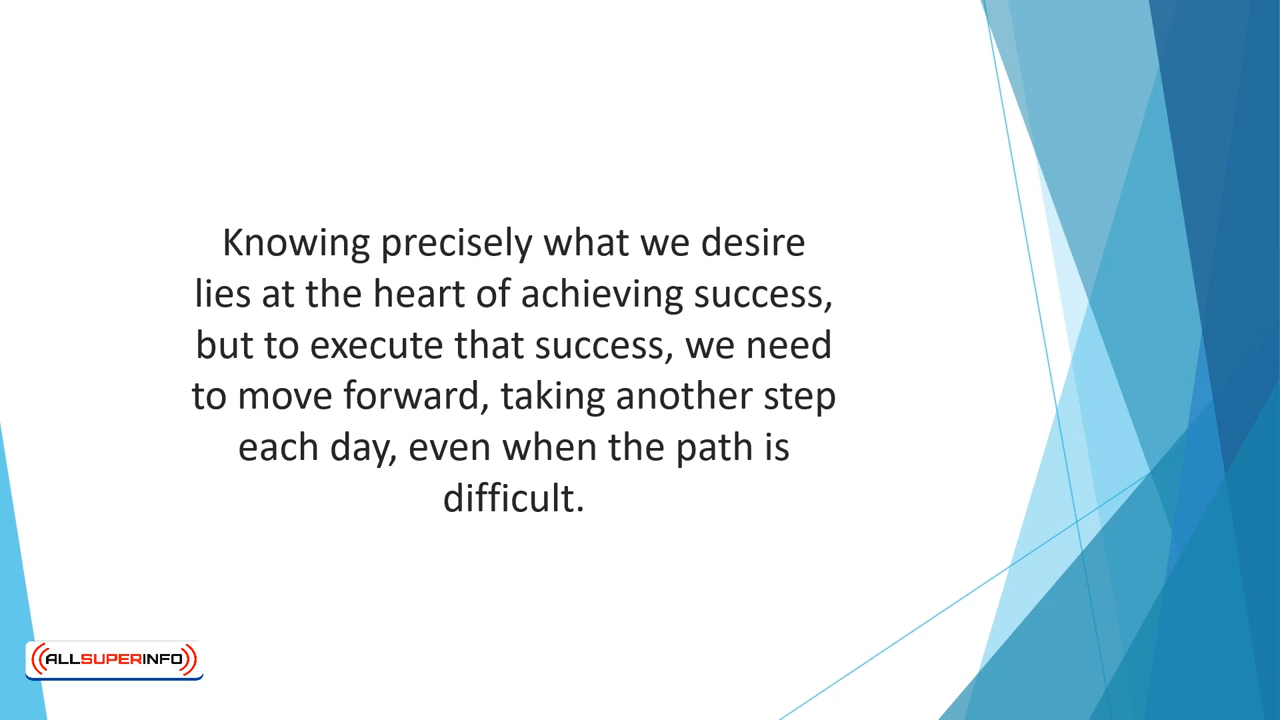 Knowing precisely what we desire
lies at the heart of achieving success,
but to execute that success, we need
to move forward, taking another step
each day, even when the path is
difficult.
ALLSUPERINFO